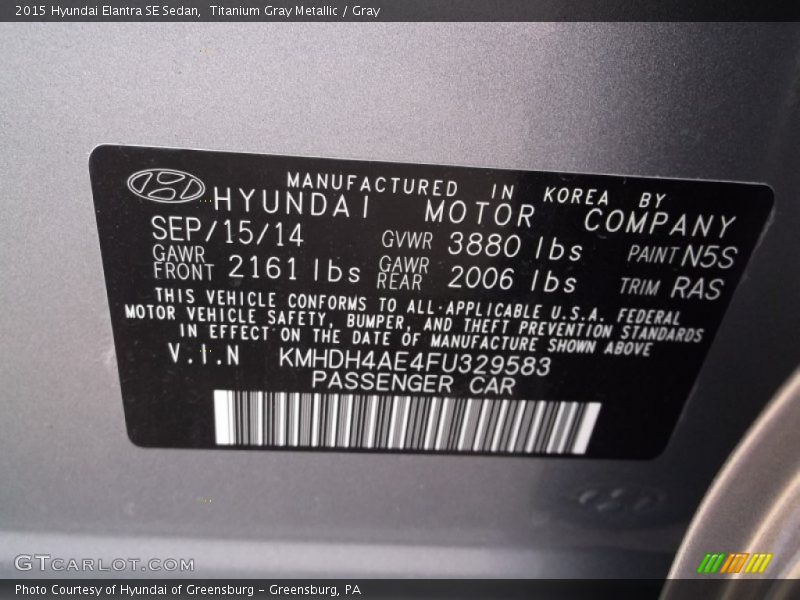 2015 Hyundai Elantra SE Sedan, Titanium Gray Metallic / Gray
MANUFACTURED IN KOREA BY
HYUNDAI MOTOR COMPANY
SEP/15/14 GVWR 3880 lbs PAINT N5S
GAWR FRONT 2161 lbs GAWR REAR 2006 lbs TRIM RAS
THIS VEHICLE CONFORMS TO ALL APPLICABLE U.S.A. FEDERAL
MOTOR VEHICLE SAFETY, BUMPER, AND THEFT PREVENTION STANDARDS
IN EFFECT ON THE DATE OF MANUFACTURE SHOWN ABOVE
V.I.N KMHDH4AE4FU329583
PASSENGER CAR
GTCARLOT.COM
Photo Courtesy of Hyundai of Greensburg - Greensburg, PA